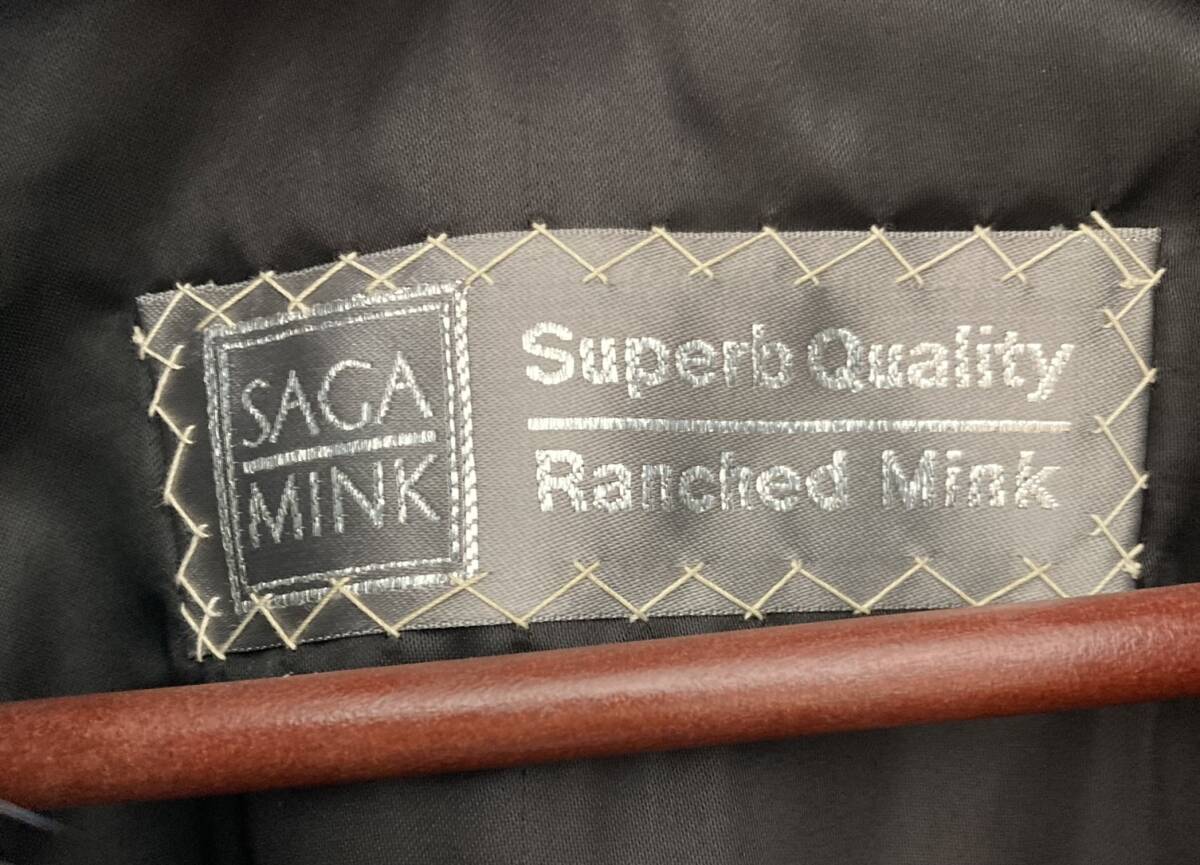 SAGA
MINK
Superb Quality
Ranched Mink